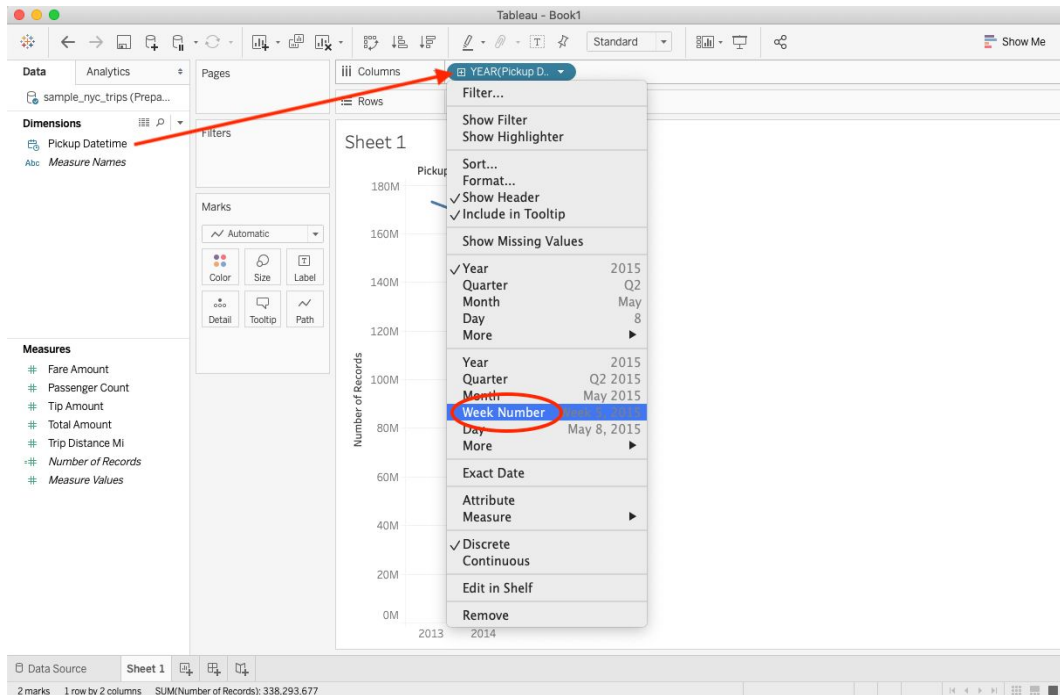 Tableau - Book1
Standard
Show Me
Data
Analytics
Pages
iii Columns
YEAR(Pickup D..
sample_nyc_trips (Prepa...
Rows
Dimensions
Filters
Pickup Datetime
Abc Measure Names
Sheet 1
Pickup
Marks
Automatic
Color
Size
Label
Detail
Tooltip
Path
Measures
# Fare Amount
# Passenger Count
# Tip Amount
# Total Amount
# Trip Distance Mi
=# Number of Records
# Measure Values
180M
160M
140M
120M
100M
80M
60M
40M
20M
0M
Number of Records
2013
2014
Filter...
Show Filter
Show Highlighter
Sort...
Format...
✓Show Header
✓Include in Tooltip
Show Missing Values
✓Year 2015
Quarter Q2
Month May
Day 8
More
Year 2015
Quarter Q2 2015
Month May 2015
Week Number Week 5, 2015
Day May 8, 2015
More
Exact Date
Attribute
Measure
✓Discrete
Continuous
Edit in Shelf
Remove
Data Source
Sheet 1
2 marks 1 row by 2 columns SUM(Number of Records): 338,293,677